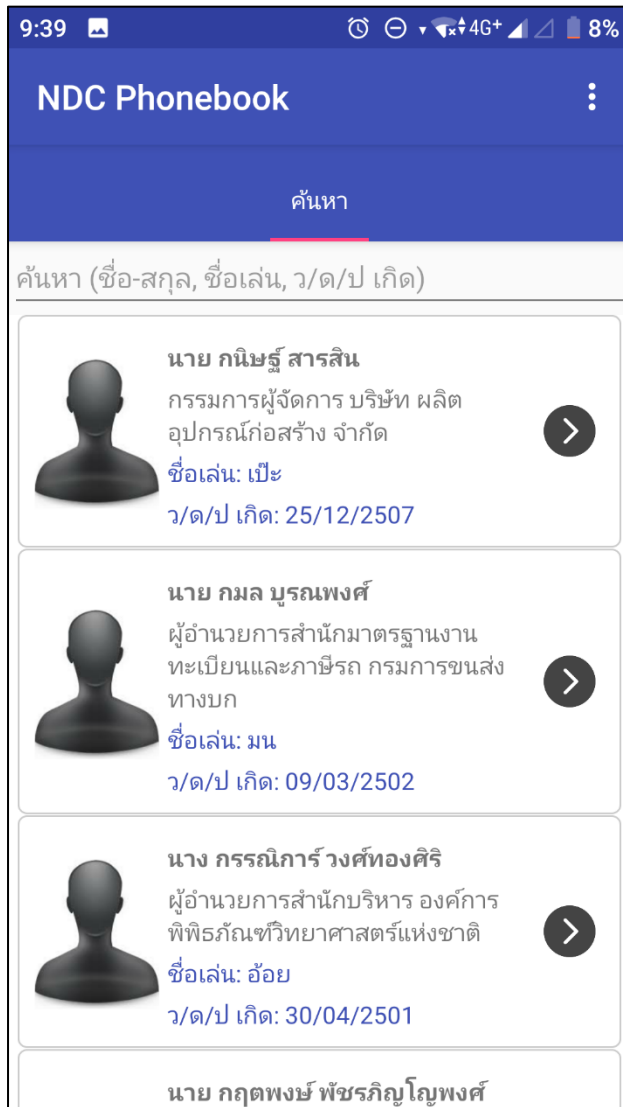 9:39 4G+ 8%
NDC Phonebook
ค้นหา
ค้นหา (ชื่อ-สกุล, ชื่อเล่น, ว/ด/ป เกิด)
นาย กนิษฐ์ สารสิน
กรรมการผู้จัดการ บริษัท ผลิต
อุปกรณ์ก่อสร้าง จำกัด
ชื่อเล่น: เป๊ะ
ว/ด/ป เกิด: 25/12/2507
นาย กมล บูรณพงศ์
ผู้อำนวยการสำนักมาตรฐานงาน
ทะเบียนและภาษีรถ กรมการขนส่ง
ทางบก
ชื่อเล่น: มน
ว/ด/ป เกิด: 09/03/2502
นาง กรรณิการ์ วงศ์ทองศิริ
ผู้อำนวยการสำนักบริหาร องค์การ
พิพิธภัณฑ์วิทยาศาสตร์แห่งชาติ
ชื่อเล่น: อ้อย
ว/ด/ป เกิด: 30/04/2501
นาย กฤตพงษ์ พัชรภิญโญพงศ์